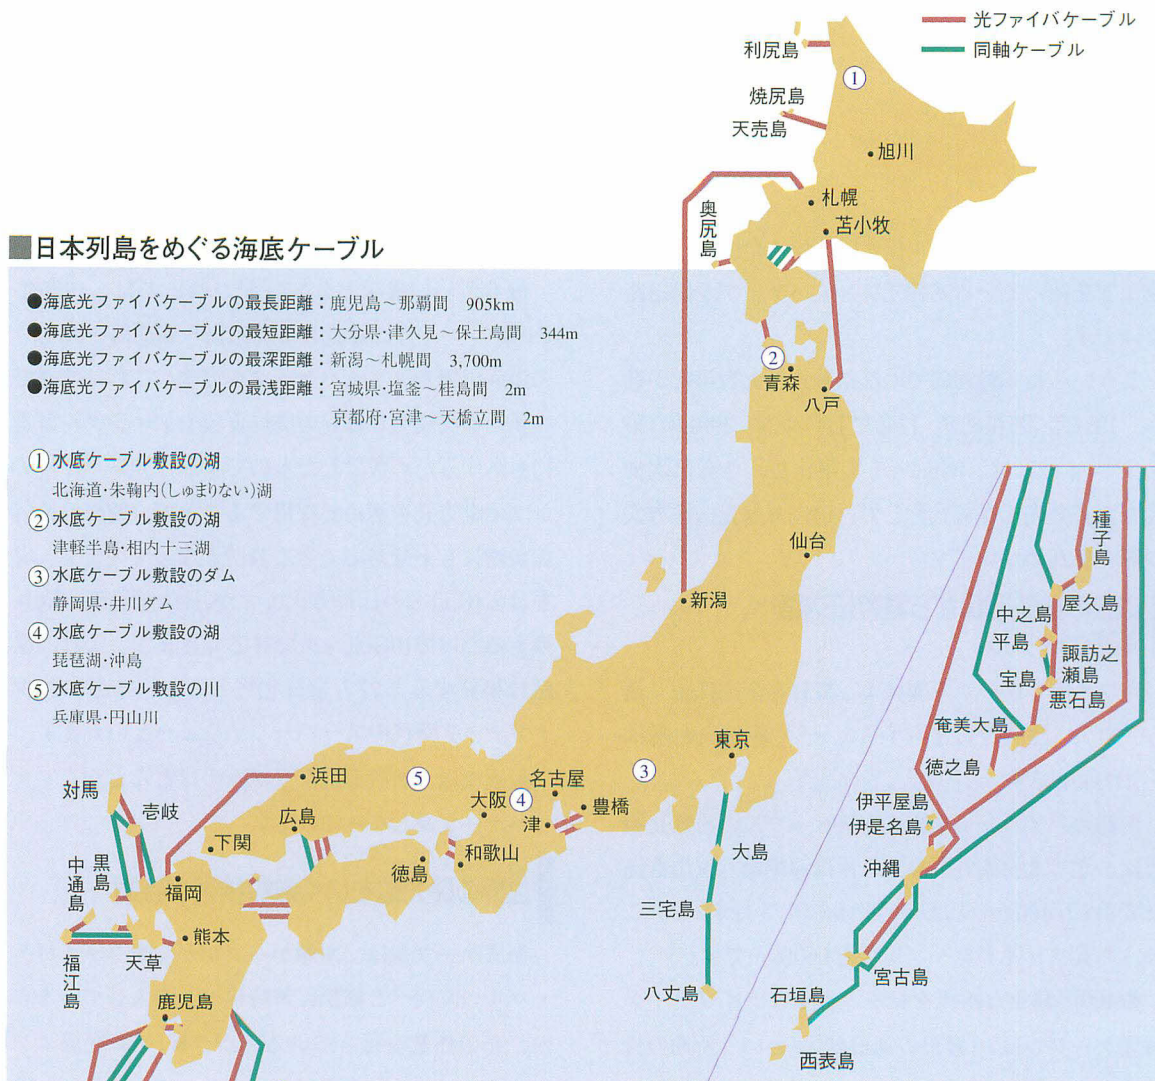 光ファイバケーブル
同軸ケーブル
利尻島
①
焼尻島
天売島
旭川
札幌
苫小牧
奥尻島
■日本列島をめぐる海底ケーブル
●海底光ファイバケーブルの最長距離：鹿児島～那覇間 905km
●海底光ファイバケーブルの最短距離：大分県・津久見～保土島間 344m
●海底光ファイバケーブルの最深距離：新潟～札幌間 3,700m
●海底光ファイバケーブルの最浅距離：宮城県・塩釜～桂島間 2m
京都府・宮津～天橋立間 2m
①水底ケーブル敷設の湖
北海道・朱鞠内(しゅまりない)湖
②水底ケーブル敷設の湖
津軽半島・相内十三湖
③水底ケーブル敷設のダム
静岡県・井川ダム
④水底ケーブル敷設の湖
琵琶湖・沖島
⑤水底ケーブル敷設の川
兵庫県・円山川
②
青森
八戸
仙台
新潟
東京
③
名古屋
豊橋
④
大阪
津
⑤
浜田
広島
下関
和歌山
徳島
対馬
壱岐
黒島
中通島
福岡
熊本
天草
福江島
鹿児島
大島
三宅島
八丈島
種子島
屋久島
中之島
平島
諏訪之
瀬島
宝島
悪石島
奄美大島
徳之島
伊平屋島
伊是名島
沖縄
宮古島
石垣島
西表島